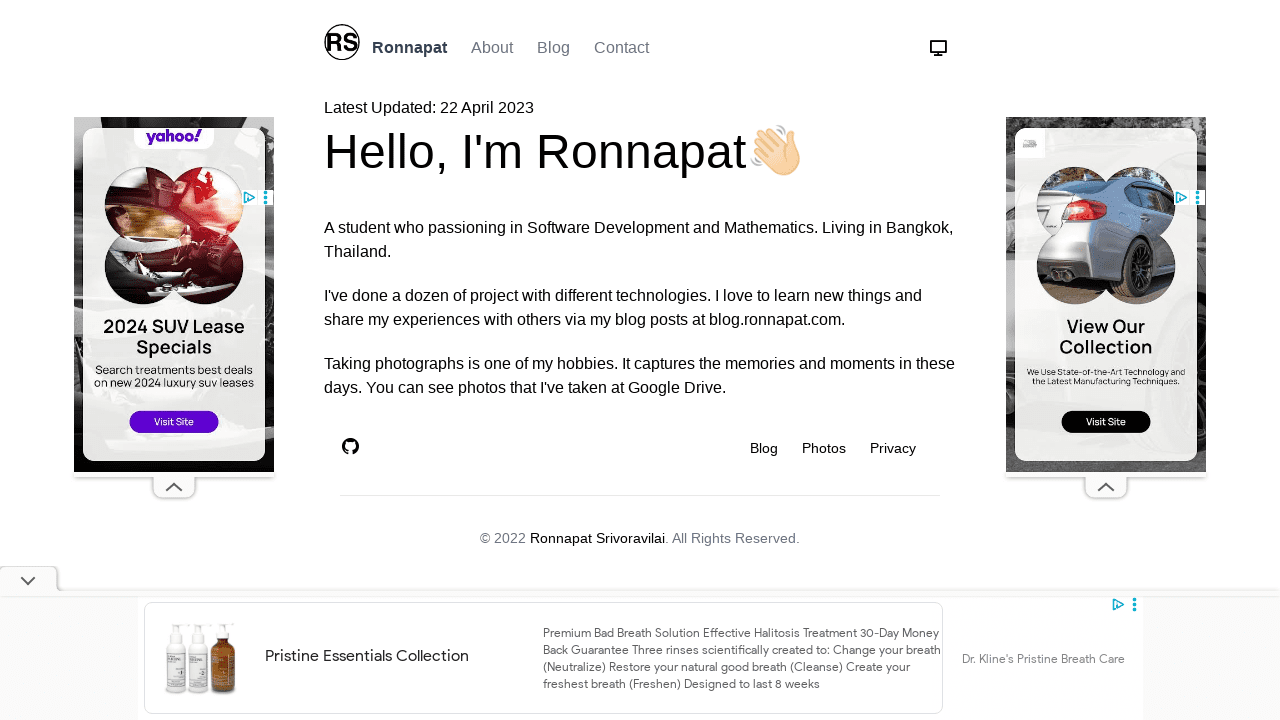 RS
Ronnapat
About
Blog
Contact
Latest Updated: 22 April 2023
Hello, I'm Ronnapat
A student who passioning in Software Development and Mathematics. Living in Bangkok,
Thailand.
I've done a dozen of project with different technologies. I love to learn new things and
share my experiences with others via my blog posts at blog.ronnapat.com.
Taking photographs is one of my hobbies. It captures the memories and moments in these
days. You can see photos that I've taken at Google Drive.
Blog
Photos
Privacy
© 2022 Ronnapat Srivoravilai. All Rights Reserved.
yahoo!
2024 SUV Lease
Specials
Search treatments best deals
on new 2024 luxury suv leases
Visit Site
View Our
Collection
We Use State-of-the-Art Technology and
the Latest Manufacturing Techniques.
Visit Site
Pristine Essentials Collection
Premium Bad Breath Solution Effective Halitosis Treatment 30-Day Money
Back Guarantee Three rinses scientifically created to: Change your breath
(Neutralize) Restore your natural good breath (Cleanse) Create your
freshest breath (Freshen) Designed to last 8 weeks
Dr. Kline's Pristine Breath Care